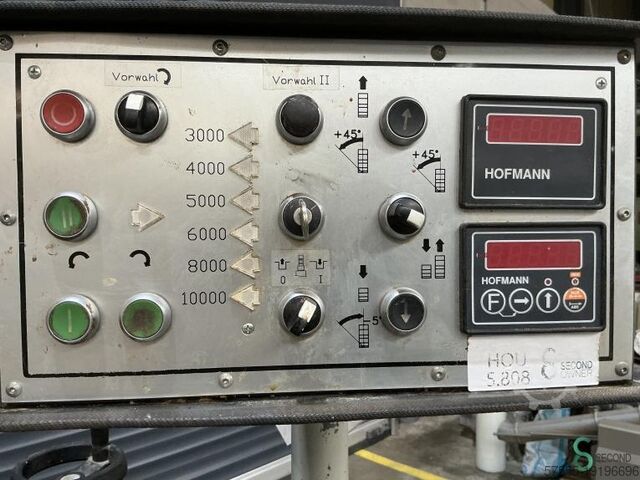 Vorwahl
Vorwahl II
3000
4000
5000
6000
8000
10000
+45°
+45°
0 I
-5°
HOFMANN
HOFMANN
F
HOU
5.808
SECOND
OWNER
SECOND